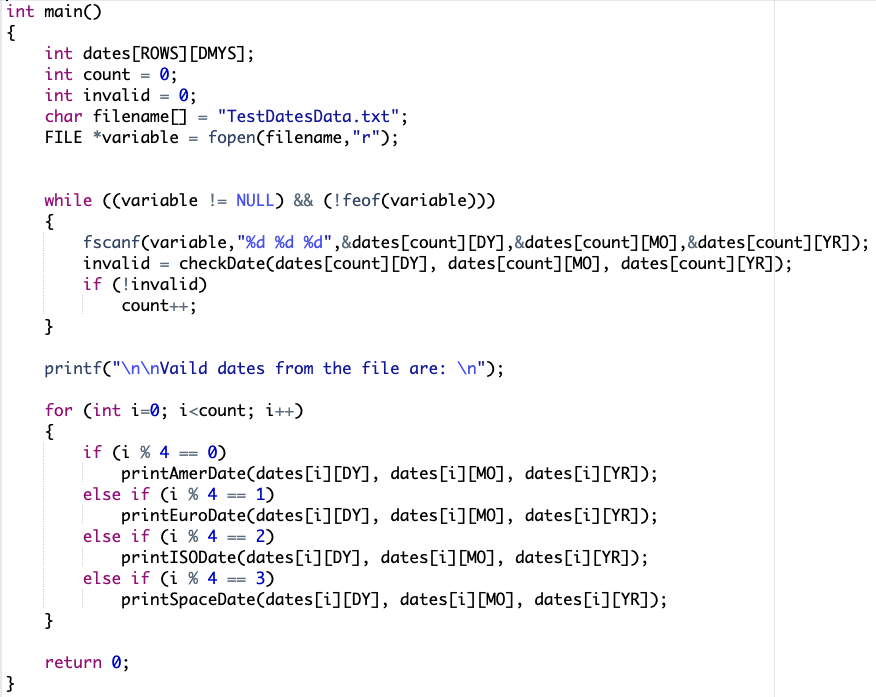 int main()
{
    int dates[ROWS][DMYS];
    int count = 0;
    int invalid = 0;
    char filename[] = "TestDatesData.txt";
    FILE *variable = fopen(filename,"r");
    while ((variable != NULL) && (!feof(variable)))
    {
        fscanf(variable,"%d %d %d",&dates[count][DY],&dates[count][MO],&dates[count][YR]);
        invalid = checkDate(dates[count][DY], dates[count][MO], dates[count][YR]);
        if (!invalid)
            count++;
    }
    printf("\n\nVaild dates from the file are: \n");
    for (int i=0; i<count; i++)
    {
        if (i % 4 == 0)
            printAmerDate(dates[i][DY], dates[i][MO], dates[i][YR]);
        else if (i % 4 == 1)
            printEuroDate(dates[i][DY], dates[i][MO], dates[i][YR]);
        else if (i % 4 == 2)
            printISODate(dates[i][DY], dates[i][MO], dates[i][YR]);
        else if (i % 4 == 3)
            printSpaceDate(dates[i][DY], dates[i][MO], dates[i][YR]);
    }
    return 0;
}